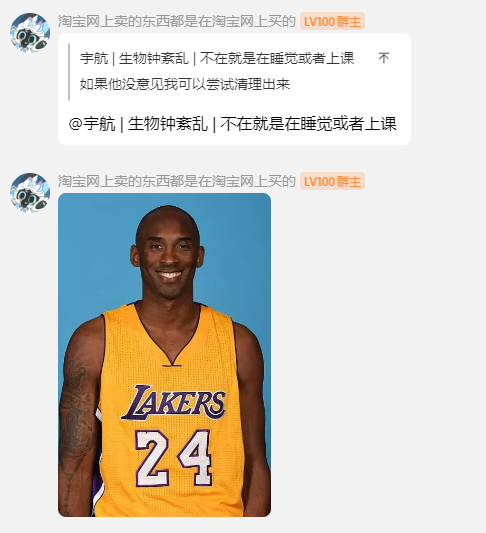 淘宝网上卖的东西都是在淘宝网上买的 LV100 群主
宇航 | 生物钟紊乱 | 不在就是在睡觉或者上课
如果他没意见我可以尝试清理出来
@宇航 | 生物钟紊乱 | 不在就是在睡觉或者上课
淘宝网上卖的东西都是在淘宝网上买的 LV100 群主
LAKERS
24